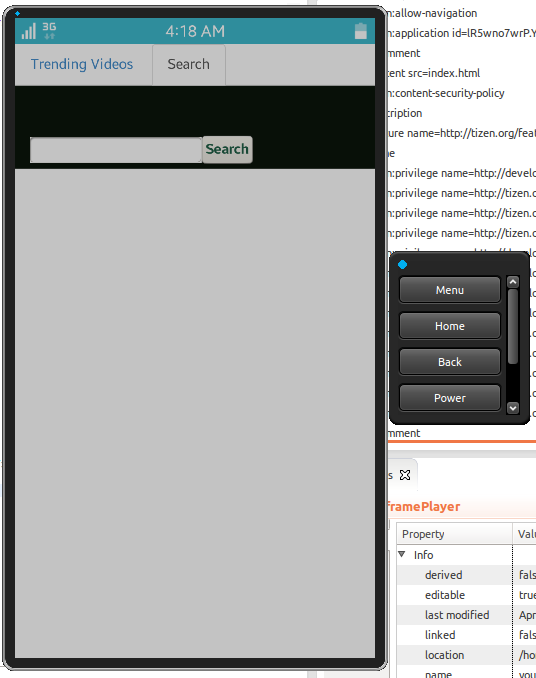 3G
4:18 AM
Trending Videos
Search
Search
Menu
Home
Back
Power
n:allow-navigation
n:application id=lR5wno7wrP.Y
mment
tent src=index.html
n:content-security-policy
cription
ure name=http://tizen.org/feat
e
n:privilege name=http://develo
n:privilege name=http://tizen.o
n:privilege name=http://tizen.o
n:privilege name=http://tizen.o
mment
s
framePlayer
Property
Valu
Info
derived
fals
editable
true
last modified
Apr
linked
fals
location
/ho
name
you